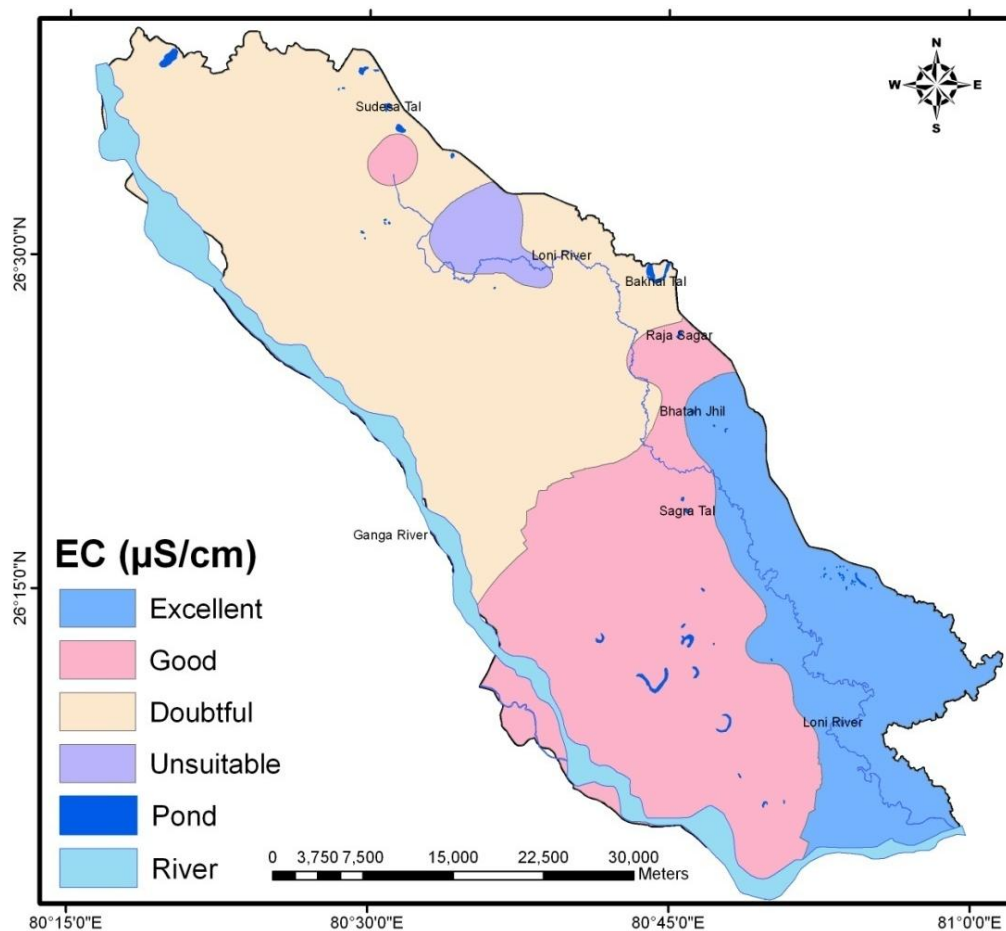 N
W E
S
Sudesa Tal
26°30'0"N
Loni River
Bakhai Tal
Raja Sagar
Bhatah Jhil
Sagra Tal
Ganga River
26°15'0"N
EC (µS/cm)
Excellent
Good
Doubtful
Unsuitable
Pond
River
Loni River
0 3,750 7,500 15,000 22,500 30,000
Meters
80°15'0"E 80°30'0"E 80°45'0"E 81°0'0"E